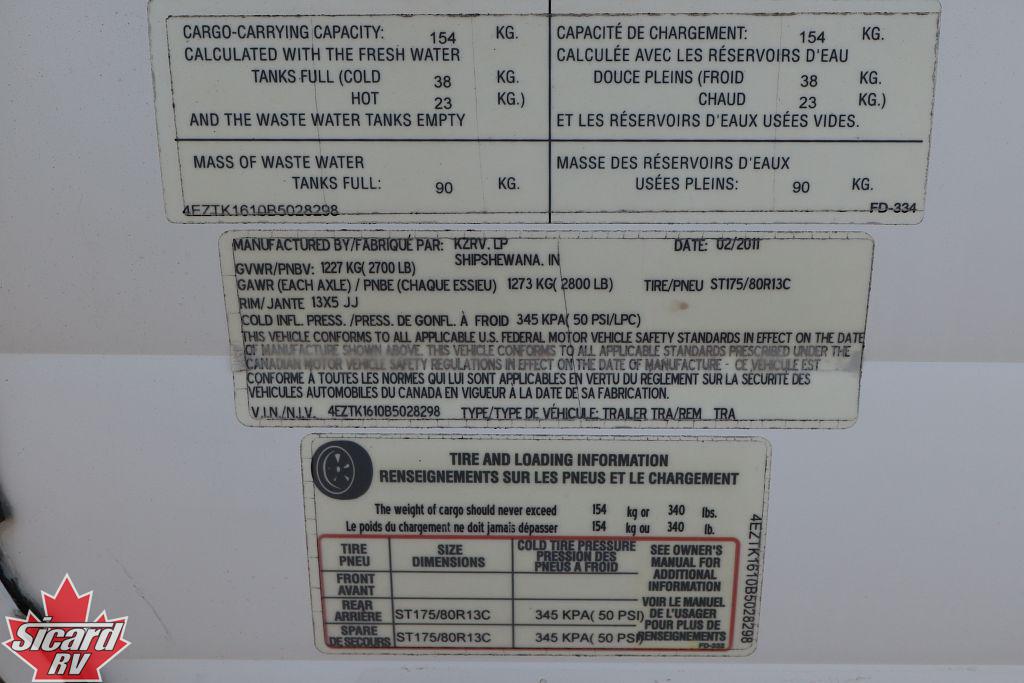 CARGO-CARRYING CAPACITY: 154 KG.
CALCULATED WITH THE FRESH WATER
TANKS FULL (COLD 38 KG.
HOT 23 KG.)
AND THE WASTE WATER TANKS EMPTY
CAPACITÉ DE CHARGEMENT: 154 KG.
CALCULÉE AVEC LES RÉSERVOIRS D'EAU
DOUCE PLEINS (FROID 38 KG.
CHAUD 23 KG.)
ET LES RÉSERVOIRS D'EAUX USÉES VIDES.
MASS OF WASTE WATER
TANKS FULL: 90 KG.
4EZTK1610B5028298
MASSE DES RÉSERVOIRS D'EAUX
USÉES PLEINS: 90 KG.
FD-334
MANUFACTURED BY/FABRIQUÉ PAR: KZRV. LP DATE: 02/2011
SHIPSHEWANA. IN
GVWR/PNBV: 1227 KG( 2700 LB)
GAWR (EACH AXLE) / PNBE (CHAQUE ESSIEU) 1273 KG( 2800 LB) TIRE/PNEU ST175/80R13C
RIM/JANTE 13X5 JJ
COLD INFL. PRESS. /PRESS. DE GONFL. À FROID 345 KPA( 50 PSI/LPC)
THIS VEHICLE CONFORMS TO ALL APPLICABLE U.S. FEDERAL MOTOR VEHICLE SAFETY STANDARDS IN EFFECT ON THE DATE
OF MANUFACTURE SHOWN ABOVE. THIS VEHICLE CONFORMS TO ALL APPLICABLE STANDARDS PRESCRIBED UNDER THE
CANADIAN MOTOR VEHICLE SAFETY REGULATIONS IN EFFECT ON THE DATE OF MANUFACTURE - CE VEHICULE EST
CONFORME À TOUTES LES NORMES QUI LUI SONT APPLICABLES EN VERTU DU RÈGLEMENT SUR LA SÉCURITÉ DES
VÉHICULES AUTOMOBILES DU CANADA EN VIGUEUR À LA DATE DE SA FABRICATION.
V.I.N./N.I.V. 4EZTK1610B5028298 TYPE/TYPE DE VÉHICULE: TRAILER TRA/REM TRA
TIRE AND LOADING INFORMATION
RENSEIGNEMENTS SUR LES PNEUS ET LE CHARGEMENT
The weight of cargo should never exceed 154 kg or 340 lbs.
Le poids du chargement ne doit jamais dépasser 154 kg ou 340 lb.
TIRE
PNEU
SIZE
DIMENSIONS
COLD TIRE PRESSURE
PRESSION DES
PNEUS A FROID
SEE OWNER'S
MANUAL FOR
ADDITIONAL
INFORMATION
FRONT
AVANT
REAR
ARRIÈRE
ST175/80R13C 345 KPA( 50 PSI)
SPARE
DE SECOURS
ST175/80R13C 345 KPA( 50 PSI)
VOIR LE MANUEL
DE L'USAGER
POUR PLUS DE
RENSEIGNEMENTS
FD-332
4EZTK1610B5028298
Sicard
RV